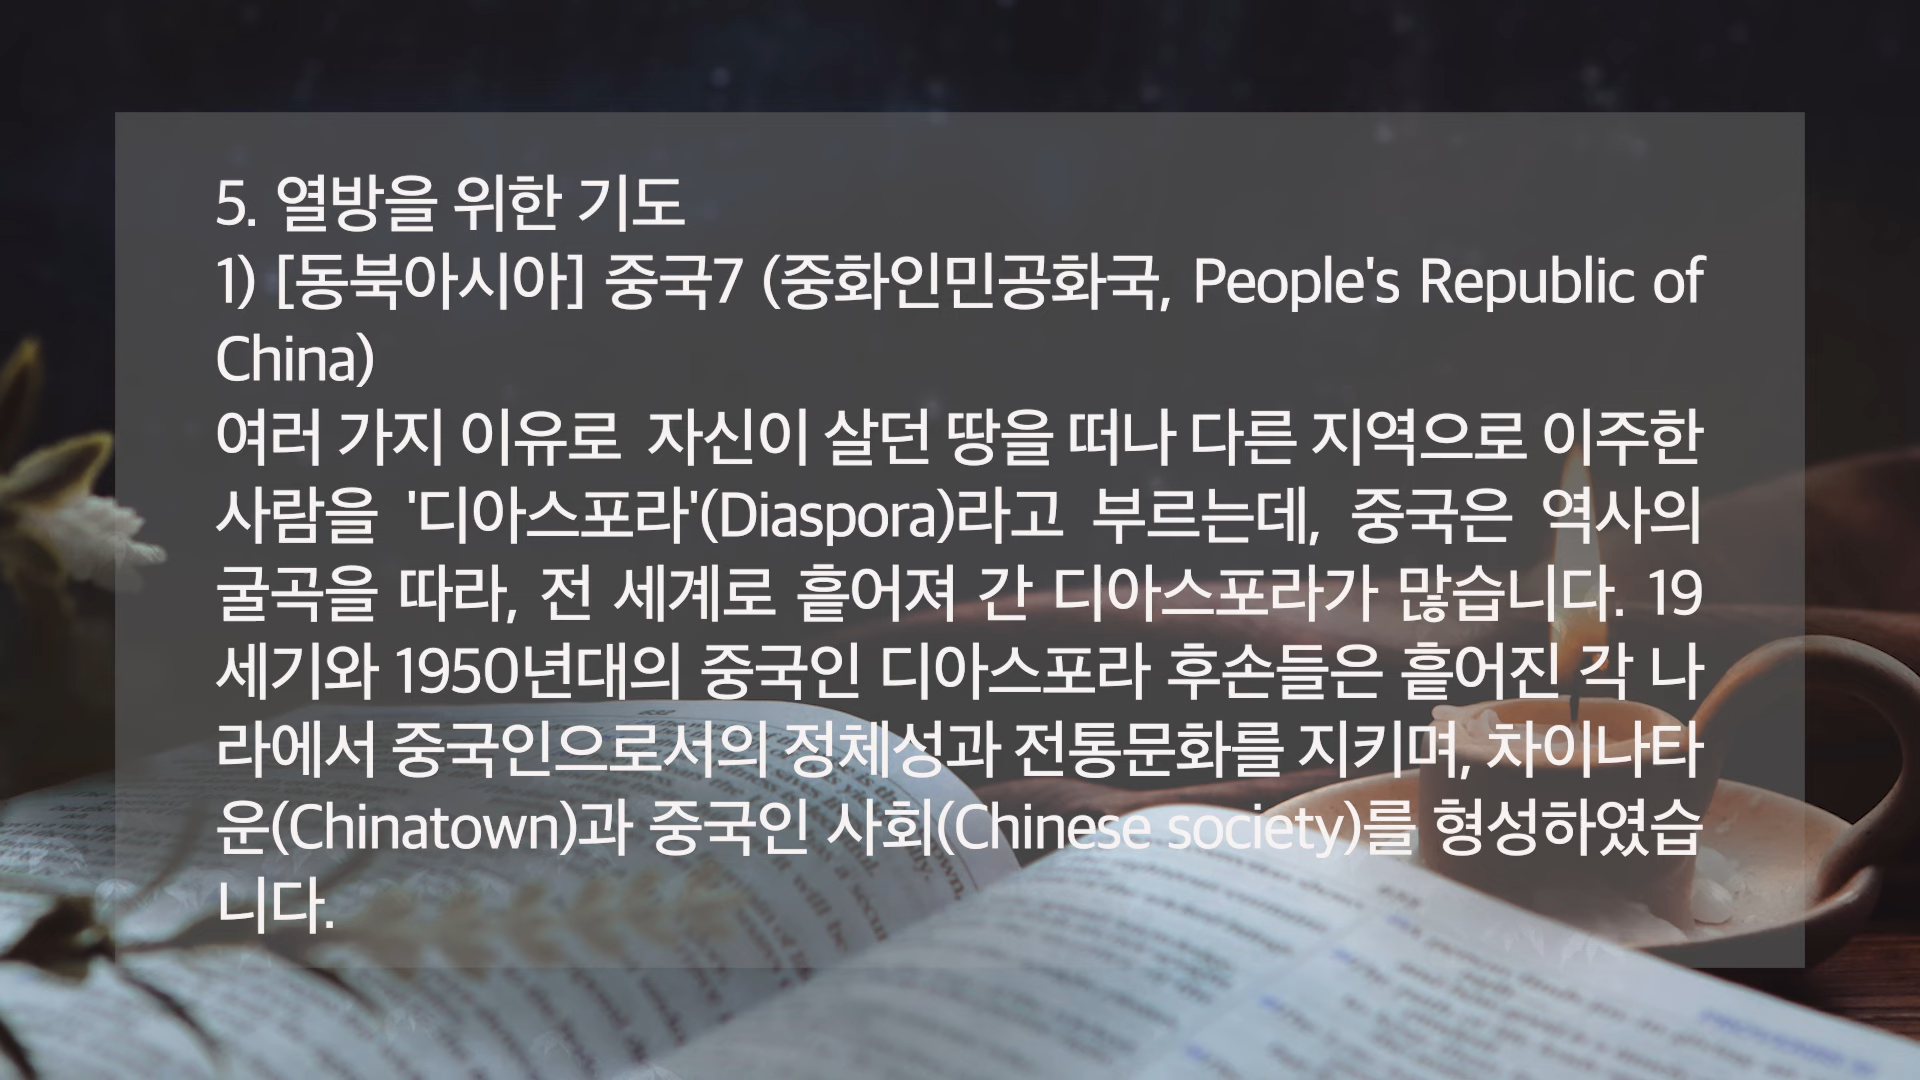 5. 열방을 위한 기도
1) [동북아시아] 중국7 (중화인민공화국, People's Republic of
China)
여러 가지 이유로 자신이 살던 땅을 떠나 다른 지역으로 이주한
사람을 '디아스포라'(Diaspora)라고 부르는데, 중국은 역사의
굴곡을 따라, 전 세계로 흩어져 간 디아스포라가 많습니다. 19
세기와 1950년대의 중국인 디아스포라 후손들은 흩어진 각 나
라에서 중국인으로서의 정체성과 전통문화를 지키며, 차이나타
운(Chinatown)과 중국인 사회(Chinese society)를 형성하였습
니다.